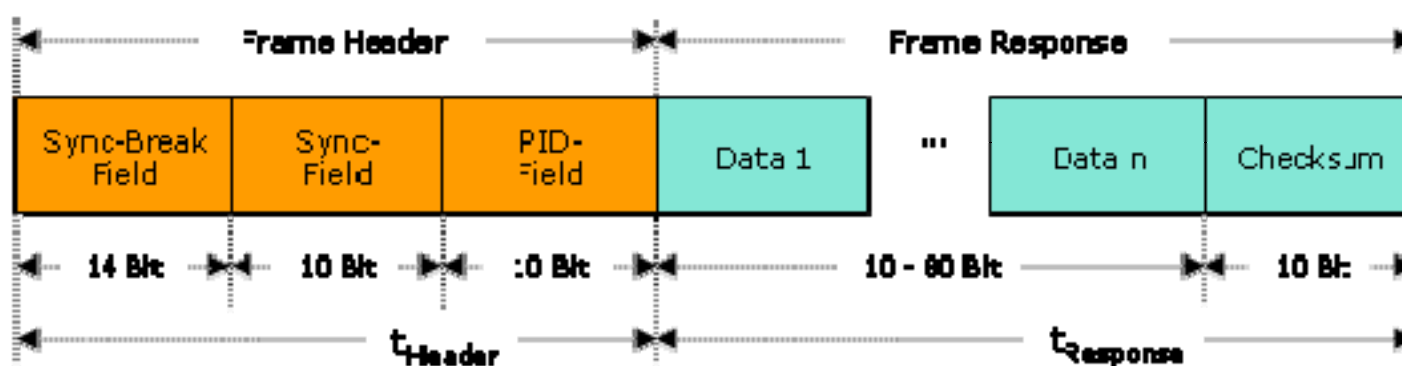 Frame Header
Frame Response
Sync-Break
Field
Sync-
Field
PID-
Field
Data 1
...
Data n
Checksum
14 Bit
10 Bit
10 Bit
10 - 80 Bit
10 Bit
tHeader
tResponse